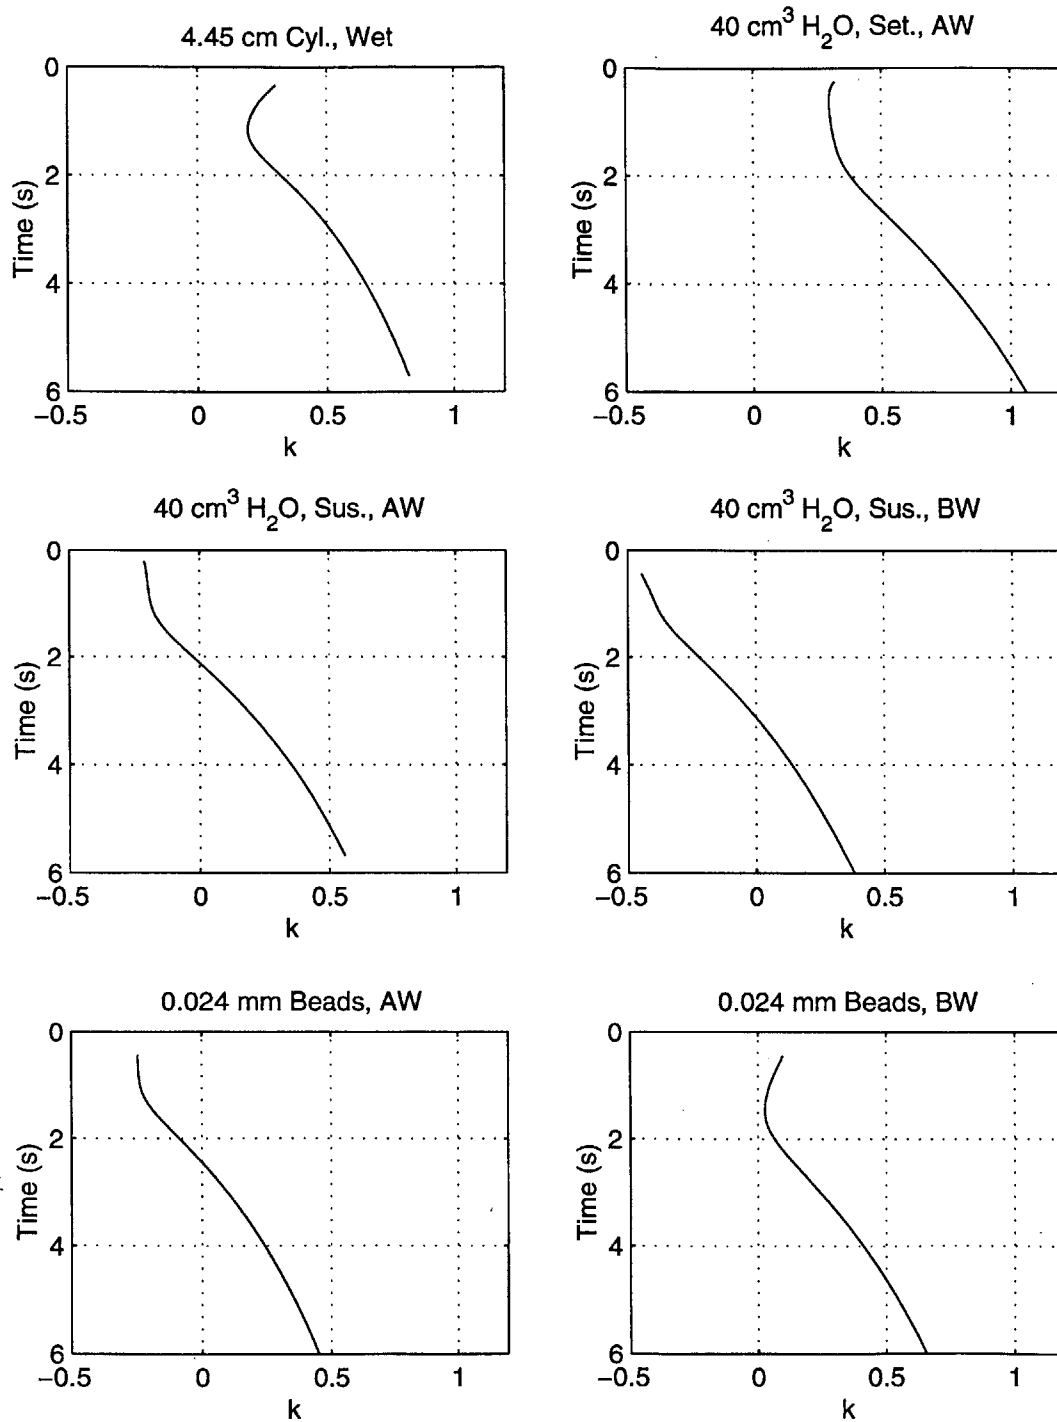 4.45 cm Cyl., Wet
0
2
4
6
Time (s)
−0.5
0
0.5
1
k
40 cm³ H₂O, Set., AW
0
2
4
6
Time (s)
−0.5
0
0.5
1
k
40 cm³ H₂O, Sus., AW
0
2
4
6
Time (s)
−0.5
0
0.5
1
k
40 cm³ H₂O, Sus., BW
0
2
4
6
Time (s)
−0.5
0
0.5
1
k
0.024 mm Beads, AW
0
2
4
6
Time (s)
−0.5
0
0.5
1
k
0.024 mm Beads, BW
0
2
4
6
Time (s)
−0.5
0
0.5
1
k